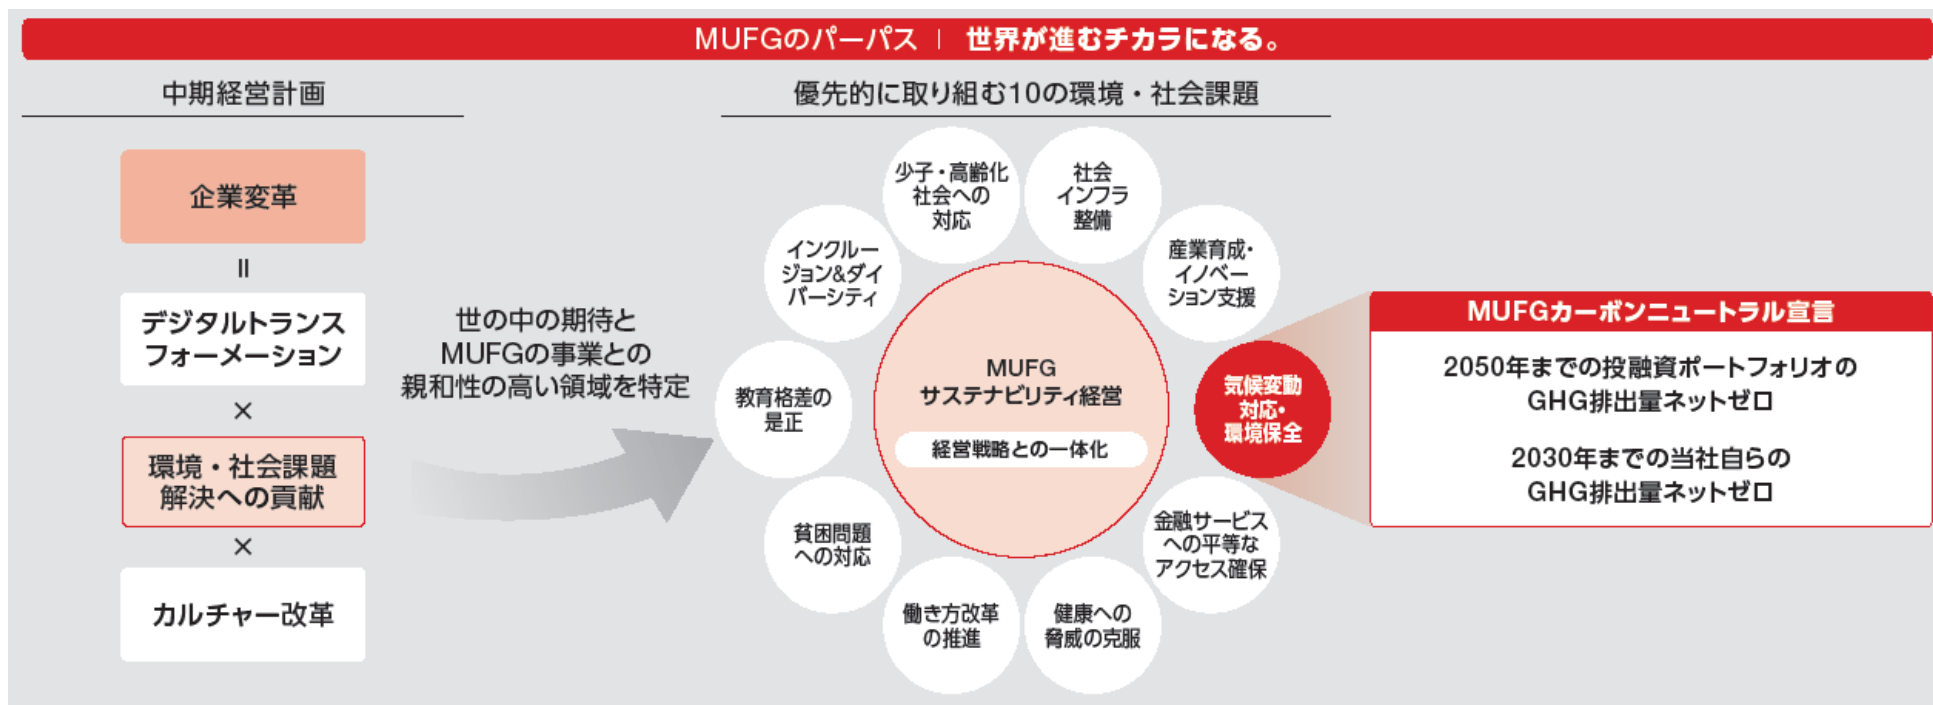 MUFGのパーパス | 世界が進むチカラになる。
中期経営計画
企業変革
=
デジタルトランス
フォーメーション
×
環境・社会課題
解決への貢献
×
カルチャー改革
世の中の期待と
MUFGの事業との
親和性の高い領域を特定
優先的に取り組む10の環境・社会課題
少子・高齢化
社会への
対応
社会
インフラ
整備
産業育成・
イノベー
ション支援
気候変動
対応・
環境保全
金融サービス
への平等な
アクセス確保
健康への
脅威の克服
働き方改革
の推進
貧困問題
への対応
教育格差の
是正
インクルー
ジョン&ダイ
バーシティ
MUFG
サステナビリティ経営
経営戦略との一体化
MUFGカーボンニュートラル宣言
2050年までの投融資ポートフォリオの
GHG排出量ネットゼロ
2030年までの当社自らの
GHG排出量ネットゼロ